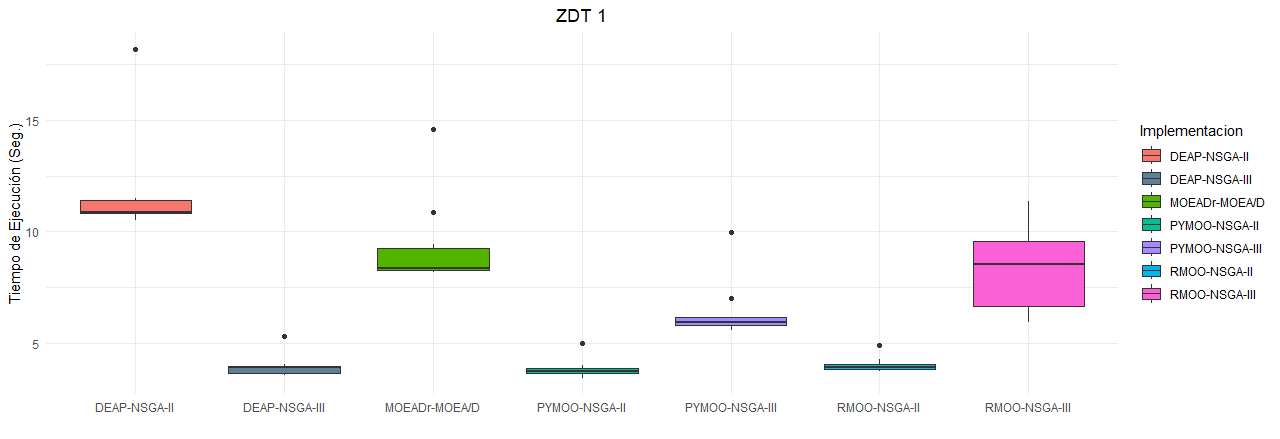 ZDT 1
Tiempo de Ejecución (Seg.)
15
10
5
DEAP-NSGA-II
DEAP-NSGA-III
MOEADr-MOEA/D
PYMOO-NSGA-II
PYMOO-NSGA-III
RMOO-NSGA-II
RMOO-NSGA-III
Implementacion
DEAP-NSGA-II
DEAP-NSGA-III
MOEADr-MOEA/D
PYMOO-NSGA-II
PYMOO-NSGA-III
RMOO-NSGA-II
RMOO-NSGA-III